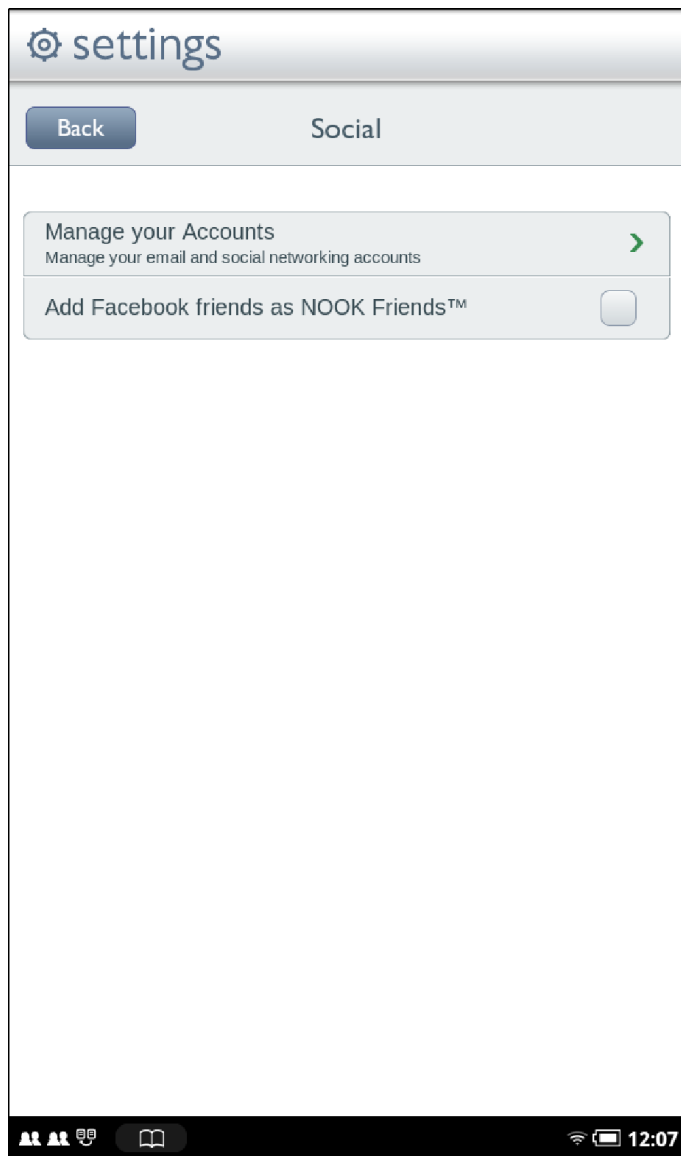 settings
Back
Social
Manage your Accounts
Manage your email and social networking accounts
Add Facebook friends as NOOK Friends™
12:07